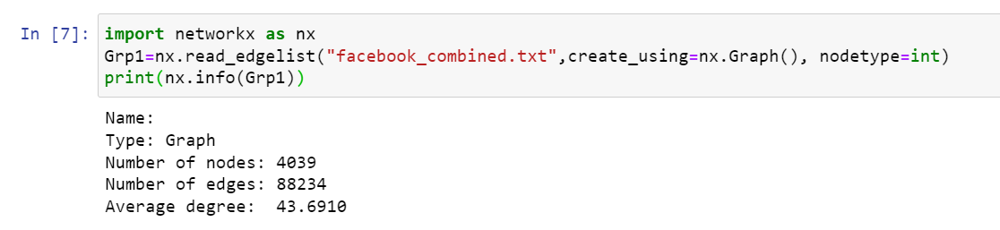 In [7]: import networkx as nx
Grp1=nx.read_edgelist("facebook_combined.txt",create_using=nx.Graph(), nodetype=int)
print(nx.info(Grp1))
Name:
Type: Graph
Number of nodes: 4039
Number of edges: 88234
Average degree:  43.6910